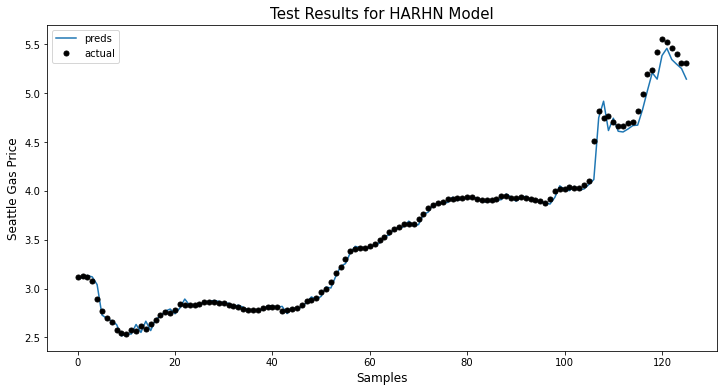 Test Results for HARHN Model
preds
actual
5.5
5.0
4.5
4.0
3.5
3.0
2.5
Seattle Gas Price
0 20 40 60 80 100 120
Samples